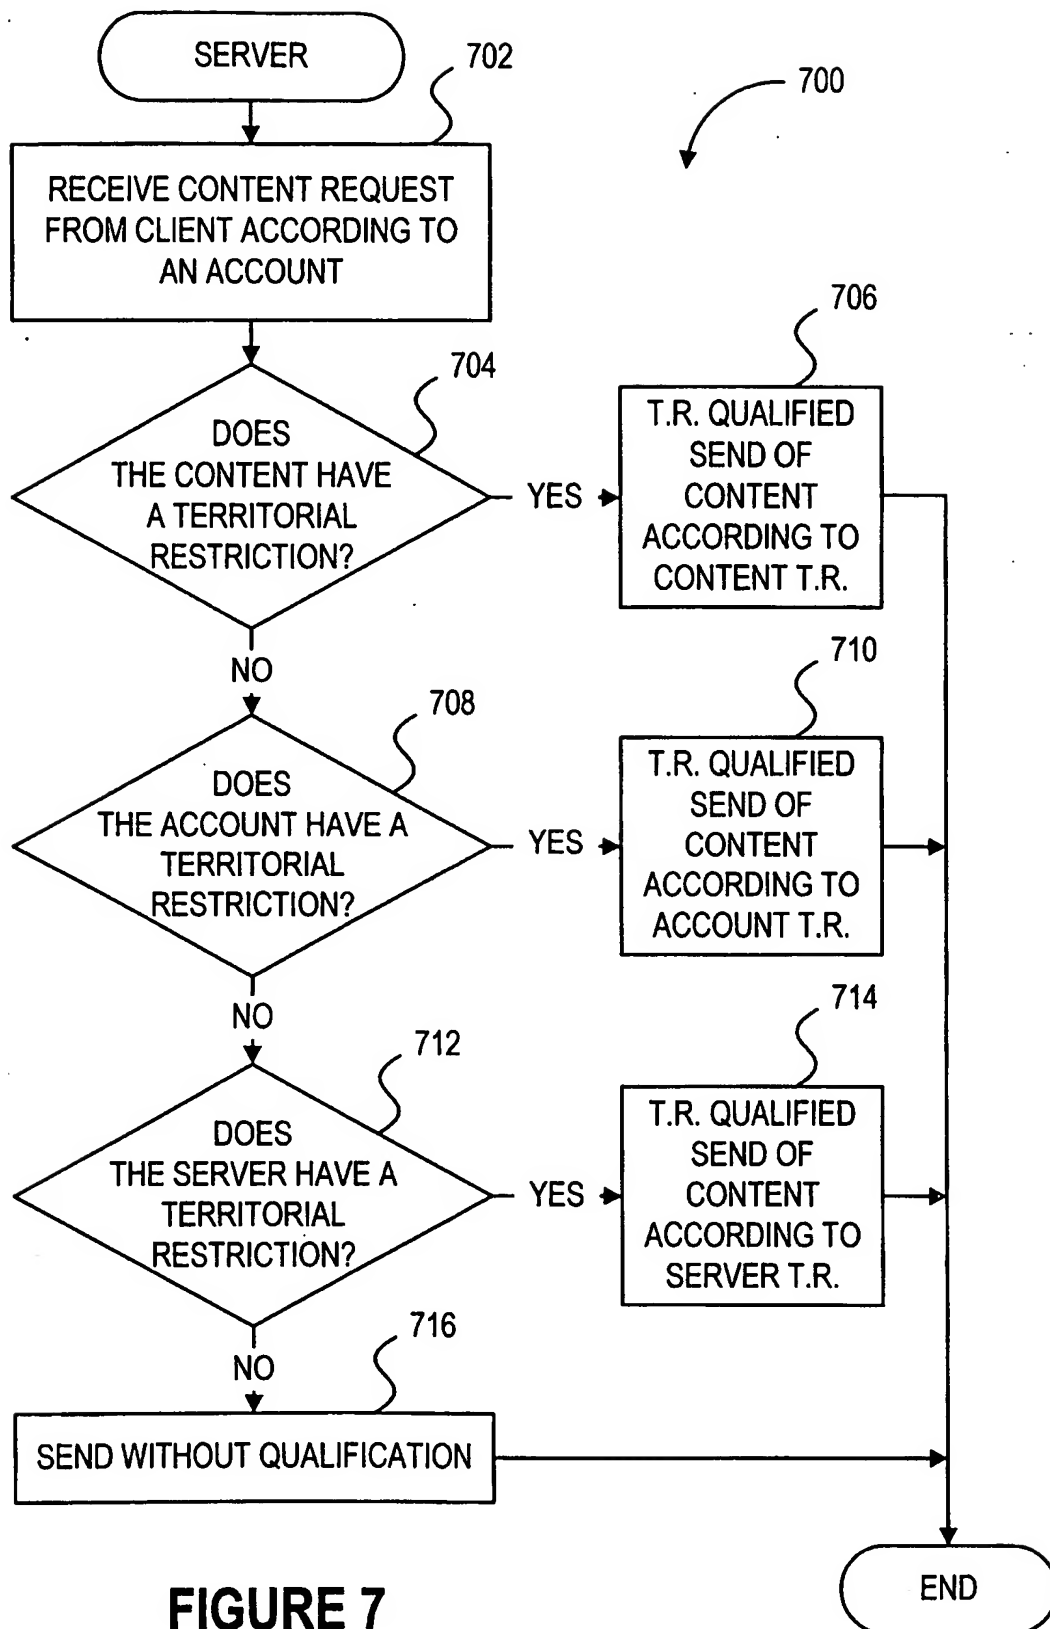 SERVER
702
700
RECEIVE CONTENT REQUEST
FROM CLIENT ACCORDING TO
AN ACCOUNT
704
DOES
THE CONTENT HAVE
A TERRITORIAL
RESTRICTION?
YES
706
T.R. QUALIFIED
SEND OF
CONTENT
ACCORDING TO
CONTENT T.R.
NO
708
DOES
THE ACCOUNT HAVE A
TERRITORIAL
RESTRICTION?
YES
710
T.R. QUALIFIED
SEND OF
CONTENT
ACCORDING TO
ACCOUNT T.R.
NO
712
DOES
THE SERVER HAVE A
TERRITORIAL
RESTRICTION?
YES
714
T.R. QUALIFIED
SEND OF
CONTENT
ACCORDING TO
SERVER T.R.
NO
716
SEND WITHOUT QUALIFICATION
END
FIGURE 7